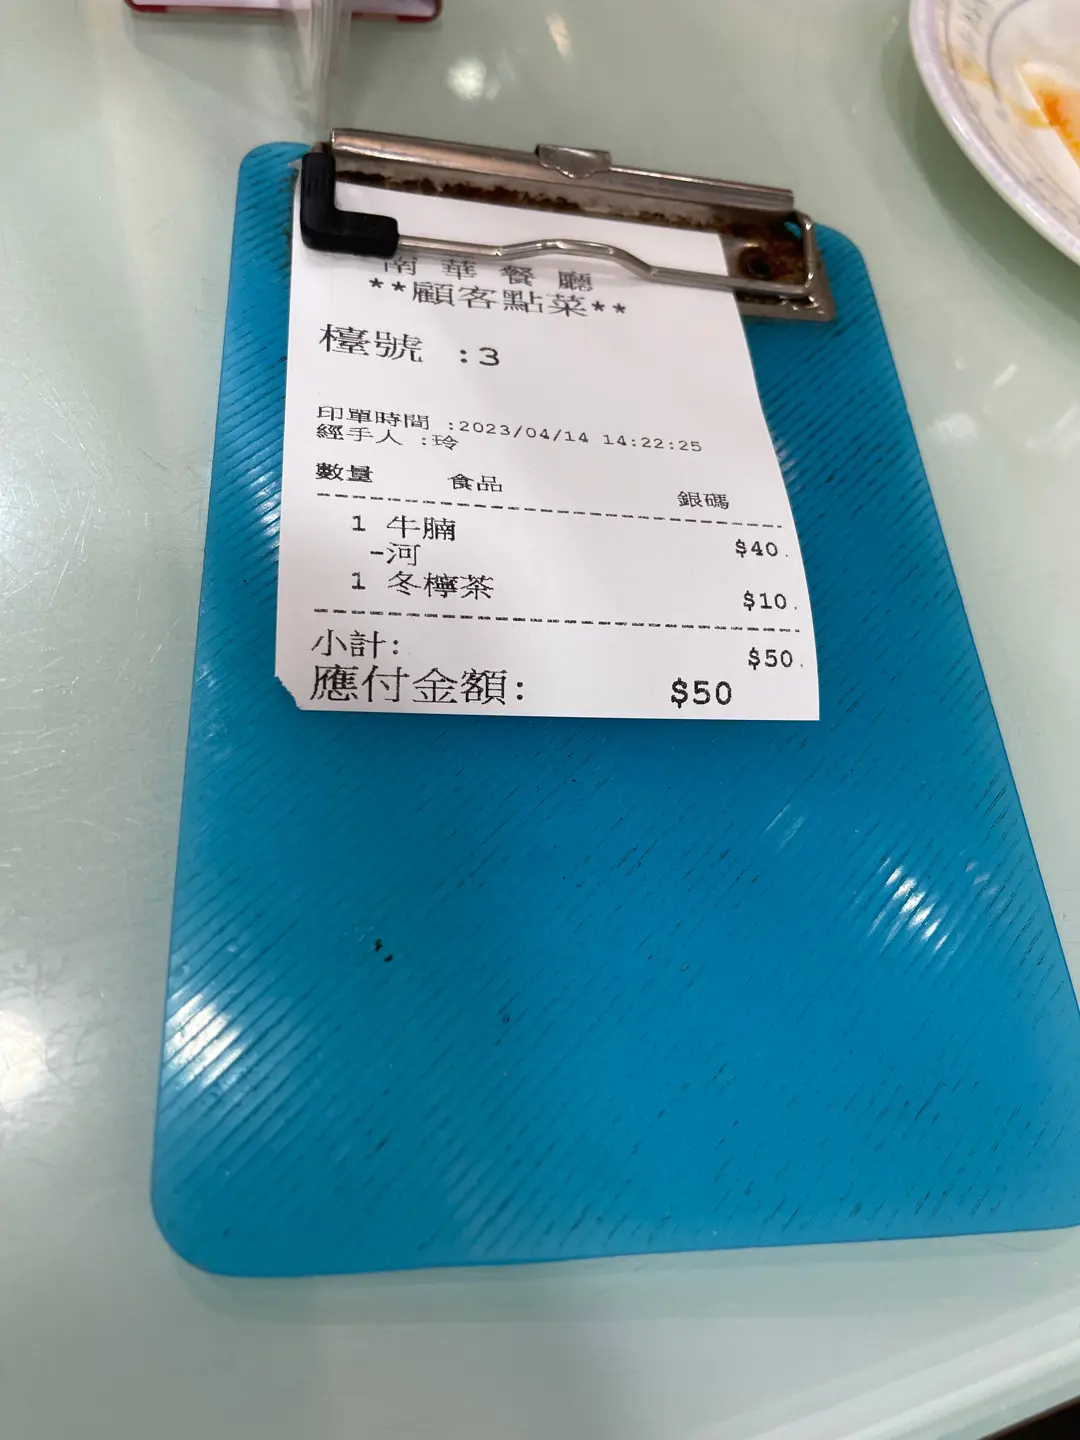 南華餐廳
**顧客點菜**
檯號 :3
印單時間 :2023/04/14 14:22:25
經手人 :玲
數量 食品 銀碼
1 牛腩 $40.
-河
1 冬檸茶 $10.
小計: $50.
應付金額: $50